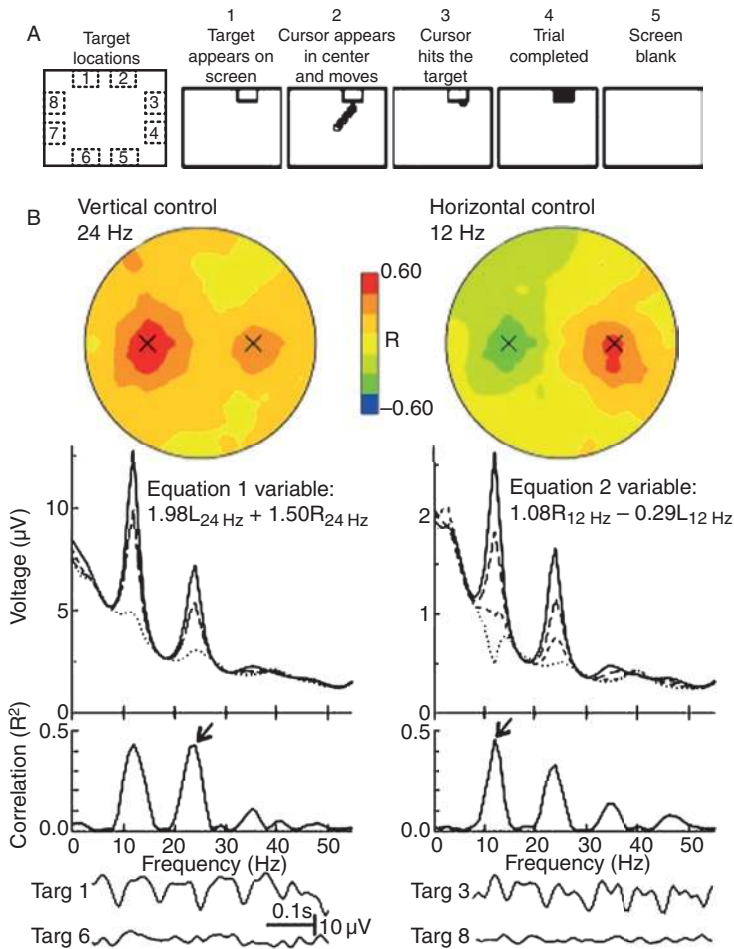 A
Target
locations
1 2
8 3
7 4
6 5
1
Target
appears on
screen
2
Cursor appears
in center
and moves
3
Cursor
hits the
target
4
Trial
completed
5
Screen
blank
B
Vertical control
24 Hz
0.60
R
–0.60
Horizontal control
12 Hz
Voltage (μV)
10
5
0
Equation 1 variable:
1.98L24 Hz + 1.50R24 Hz
2
1
0
Equation 2 variable:
1.08R12 Hz – 0.29L12 Hz
Correlation (R²)
0.5
0.0
0 10 20 30 40 50
Frequency (Hz)
0.5
0.0
0 10 20 30 40 50
Frequency (Hz)
Targ 1
0.1s
10 μV
Targ 6
Targ 3
Targ 8